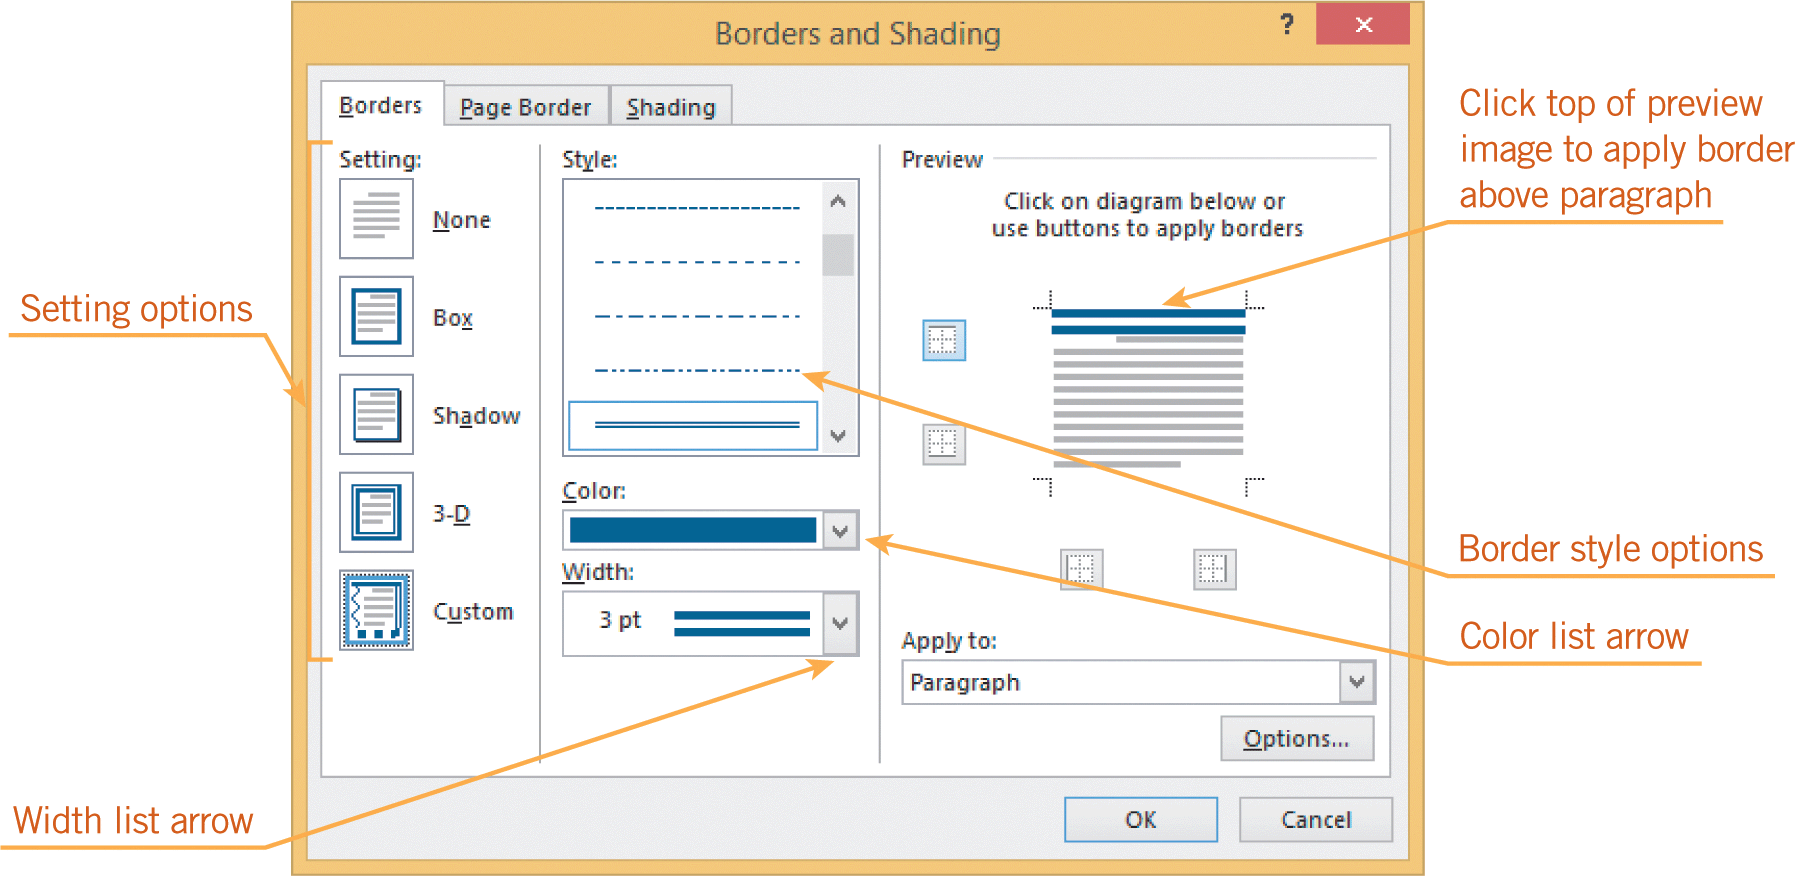 Borders and Shading
?
Borders
Page Border
Shading
Click top of preview
image to apply border
above paragraph
Setting:
None
Box
Shadow
3-D
Custom
Setting options
Style:
Color:
Width:
3 pt
Preview
Click on diagram below or
use buttons to apply borders
Border style options
Color list arrow
Apply to:
Paragraph
Options...
Width list arrow
OK
Cancel